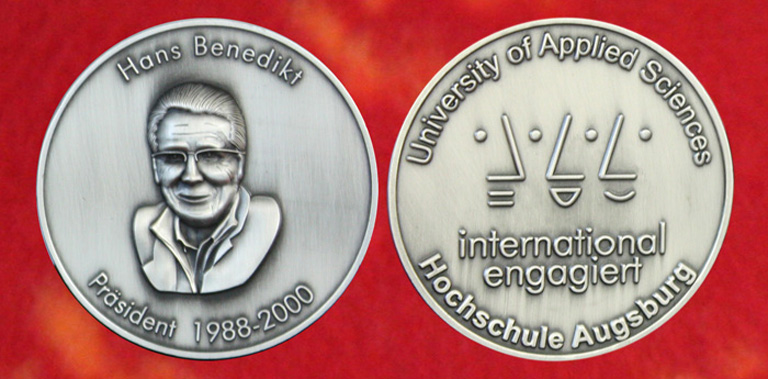 Hans Benedikt
Präsident 1988-2000
University of Applied Sciences
international
engagiert
Hochschule Augsburg